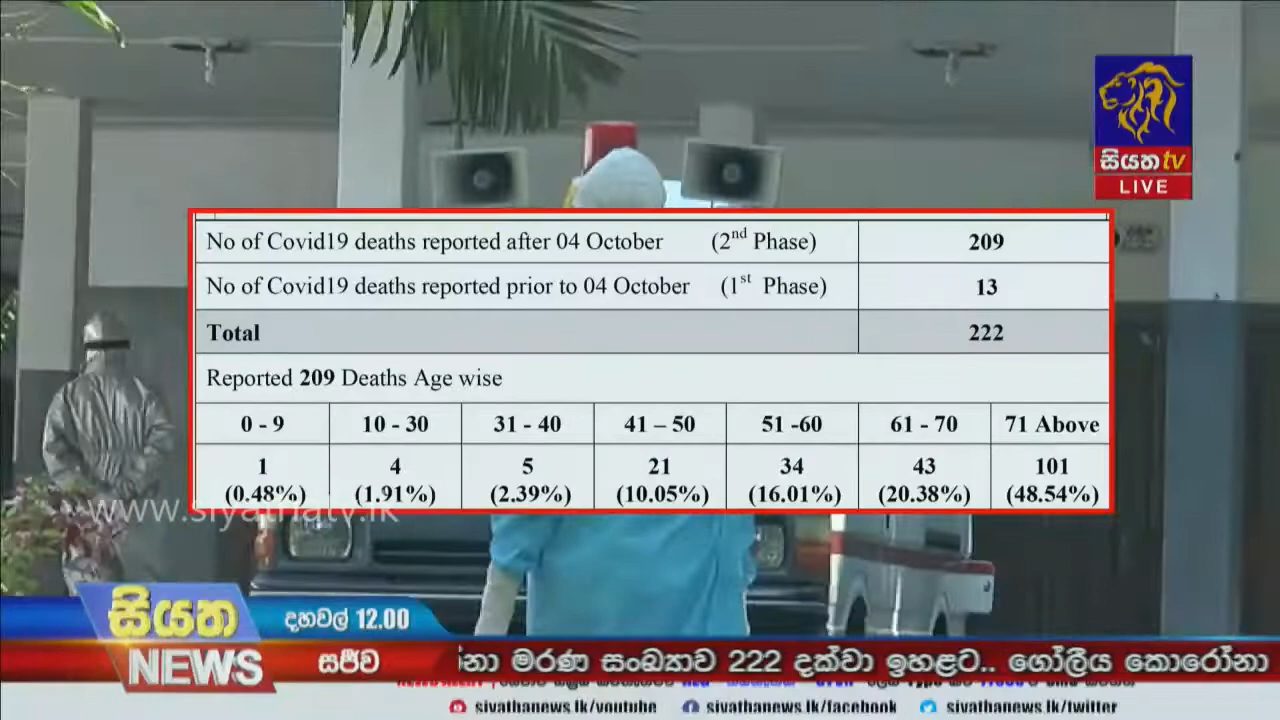 සියත tv
LIVE
No of Covid19 deaths reported after 04 October (2nd Phase) 209
No of Covid19 deaths reported prior to 04 October (1st Phase) 13
Total 222
Reported 209 Deaths Age wise
0 - 9 10 - 30 31 - 40 41 – 50 51 -60 61 - 70 71 Above
1 4 5 21 34 43 101
(0.48%) (1.91%) (2.39%) (10.05%) (16.01%) (20.38%) (48.54%)
www.siyathatv.lk
සියත දහවල් 12.00
NEWS සජීව නා මරණ සංඛ්‍යාව 222 දක්වා ඉහළට.. ගෝලීය කොරෝනා
siyathanews.lk/youtube siyathanews.lk/facebook siyathanews.lk/twitter